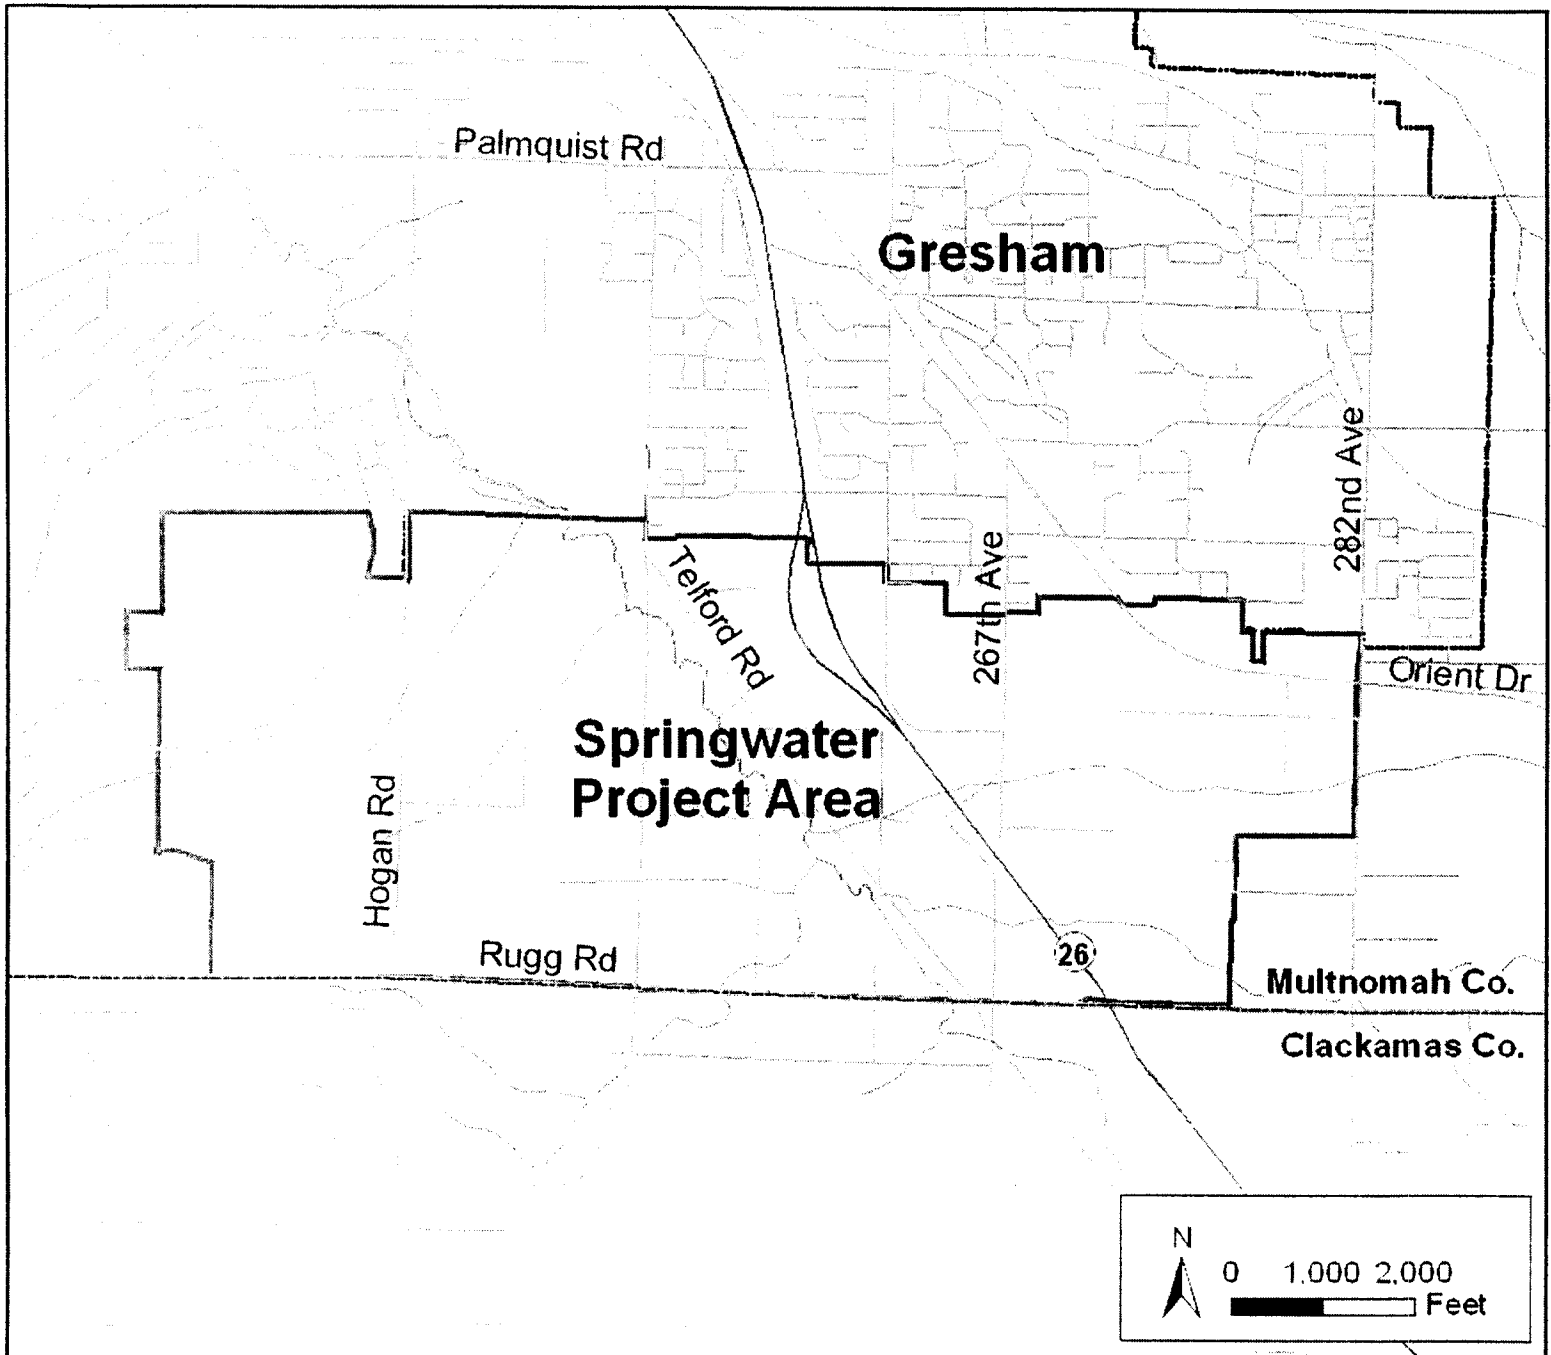 Palmquist Rd
Gresham
282nd Ave
267th Ave
Telford Rd
Orient Dr
Springwater
Project Area
Hogan Rd
Rugg Rd
26
Multnomah Co.
Clackamas Co.
N
0 1,000 2,000
Feet